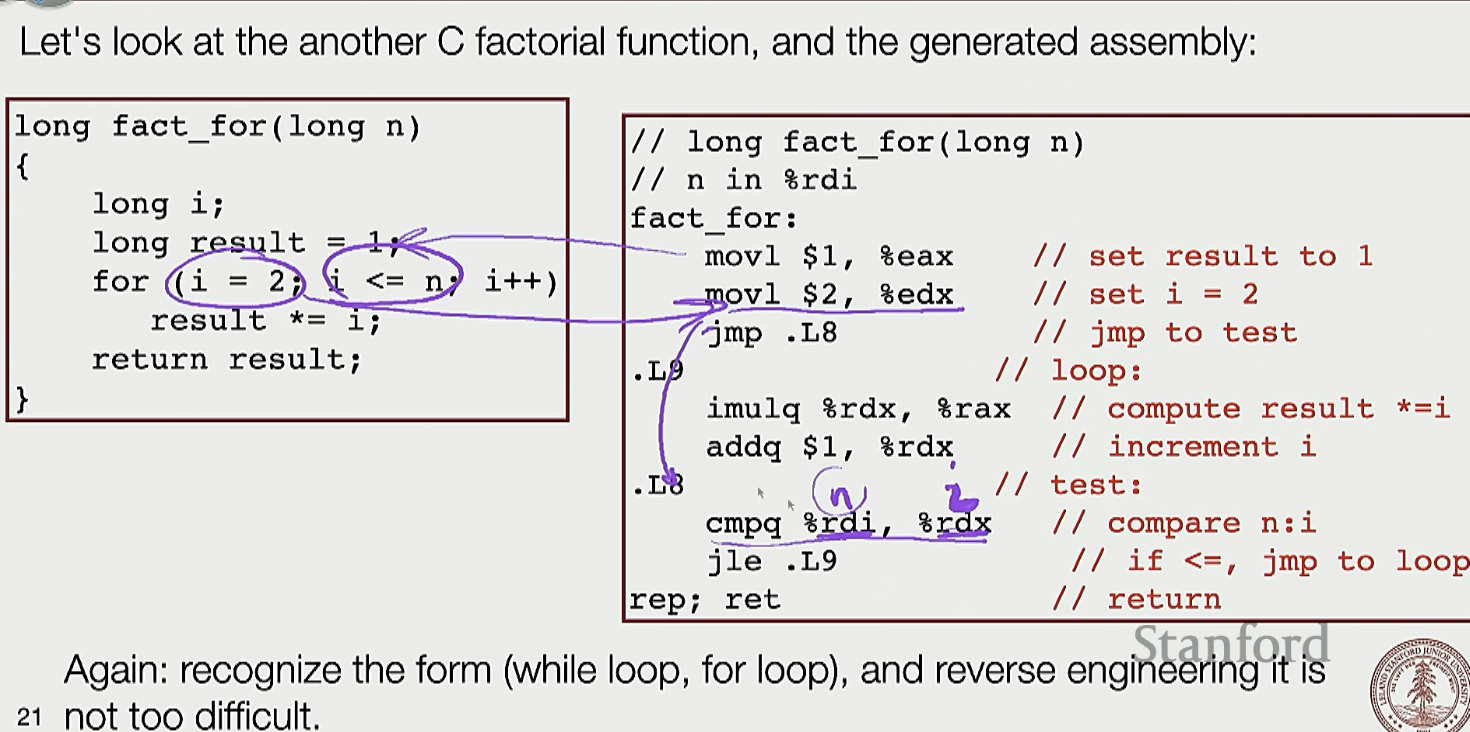 Let's look at the another C factorial function, and the generated assembly:
long fact_for(long n)
{
long i;
long result = 1;
for (i = 2; i <= n; i++)
result *= i;
return result;
}
// long fact_for(long n)
// n in %rdi
fact_for:
movl $1, %eax // set result to 1
movl $2, %edx // set i = 2
jmp .L8 // jmp to test
.L9 // loop:
imulq %rdx, %rax // compute result *=i
addq $1, %rdx // increment i
.L8 // test:
n i
cmpq %rdi, %rdx // compare n:i
jle .L9 // if <=, jmp to loop
rep; ret // return
Stanford
Again: recognize the form (while loop, for loop), and reverse engineering it is
21 not too difficult.